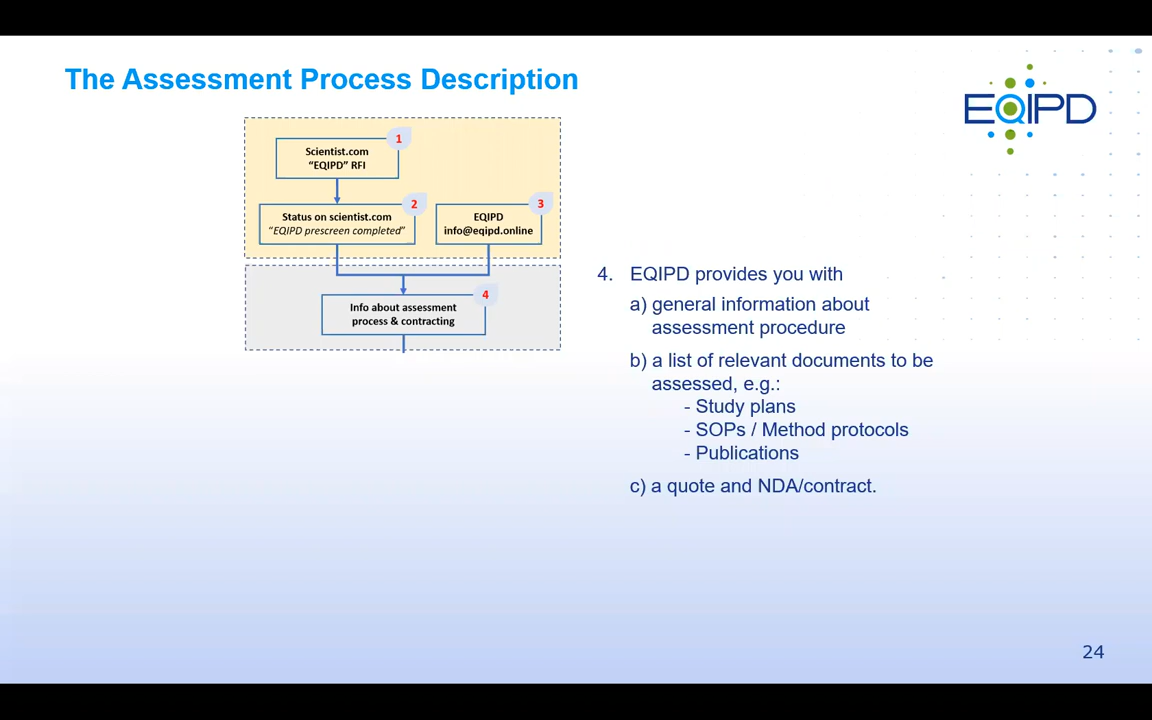 The Assessment Process Description
EQIPD
1
Scientist.com
“EQIPD” RFI
2
Status on scientist.com
“EQIPD prescreen completed”
3
EQIPD
info@eqipd.online
4
Info about assessment
process & contracting
4. EQIPD provides you with
a) general information about
assessment procedure
b) a list of relevant documents to be
assessed, e.g.:
- Study plans
- SOPs / Method protocols
- Publications
c) a quote and NDA/contract.
24